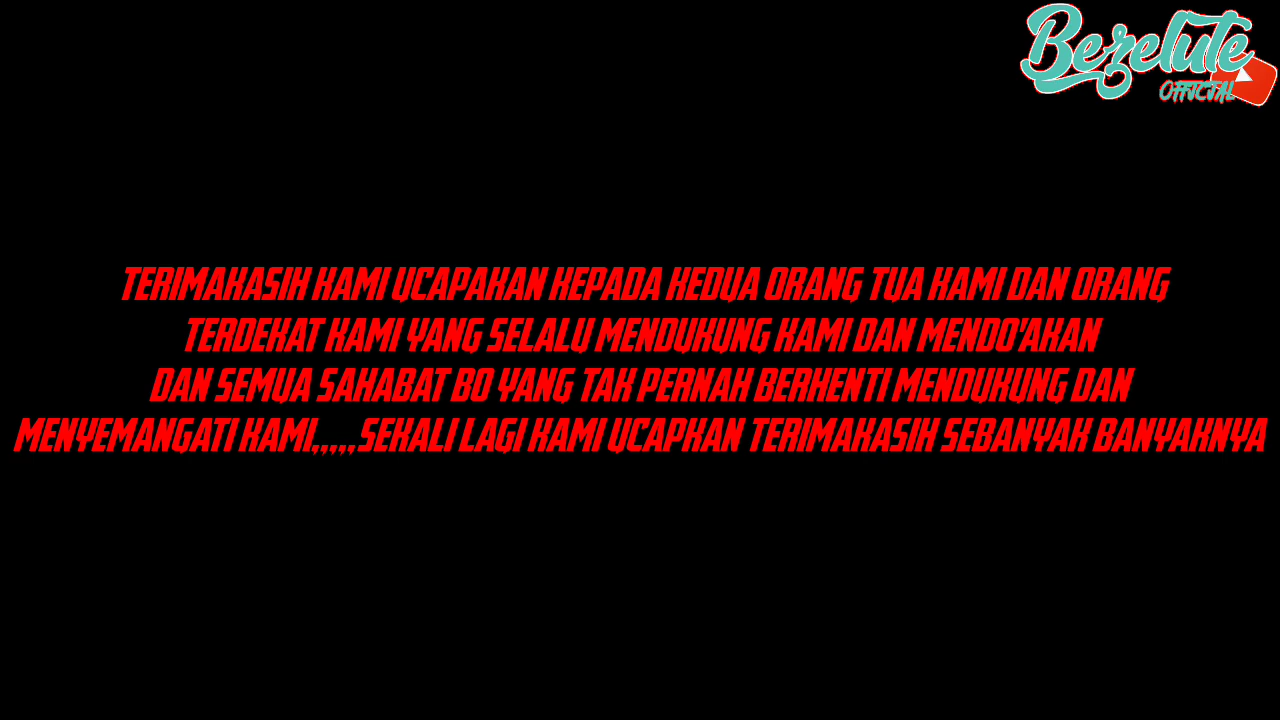 Bezelute
OFFICIAL
TERIMAKASIH KAMI UCAPAKAN KEPADA KEDUA ORANG TUA KAMI DAN ORANG
TERDEKAT KAMI YANG SELALU MENDUKUNG KAMI DAN MENDO'AKAN
DAN SEMUA SAHABAT BO YANG TAK PERNAH BERHENTI MENDUKUNG DAN
MENYEMANGATI KAMI,,,,,SEKALI LAGI KAMI UCAPKAN TERIMAKASIH SEBANYAK BANYAKNYA